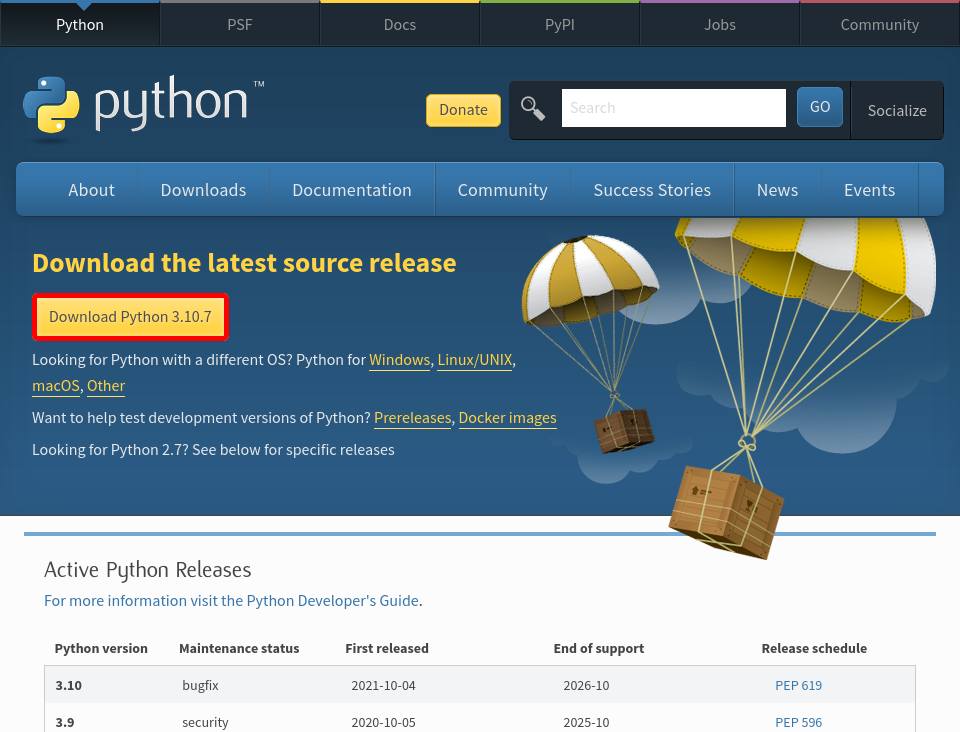 Python PSF Docs PyPI Jobs Community
python™
Donate Search GO Socialize
About Downloads Documentation Community Success Stories News Events
Download the latest source release
Download Python 3.10.7
Looking for Python with a different OS? Python for Windows, Linux/UNIX,
macOS, Other
Want to help test development versions of Python? Prereleases, Docker images
Looking for Python 2.7? See below for specific releases
Active Python Releases
For more information visit the Python Developer's Guide.
Python version Maintenance status First released End of support Release schedule
3.10 bugfix 2021-10-04 2026-10 PEP 619
3.9 security 2020-10-05 2025-10 PEP 596